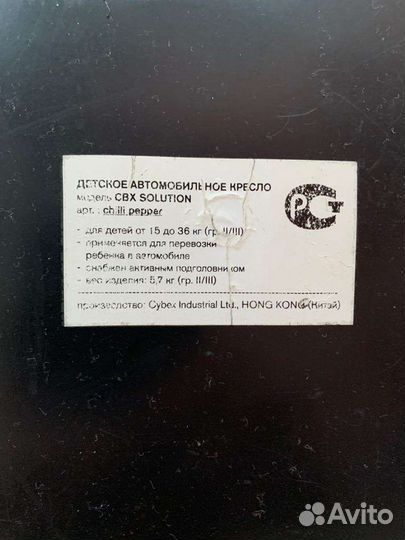 ДЕТСКОЕ АВТОМОБИЛЬНОЕ КРЕСЛО
модель CBX SOLUTION
арт. : chili pepper
- для детей от 15 до 36 кг (гр. II/III)
- применяется для перевозки
ребенка в автомобиле
- снабжен активным подголовником
- вес изделия: 5,7 кг (гр. II/III)
производство: Cybex Industrial Ltd., HONG KONG (Китай)
РСТ
Avito